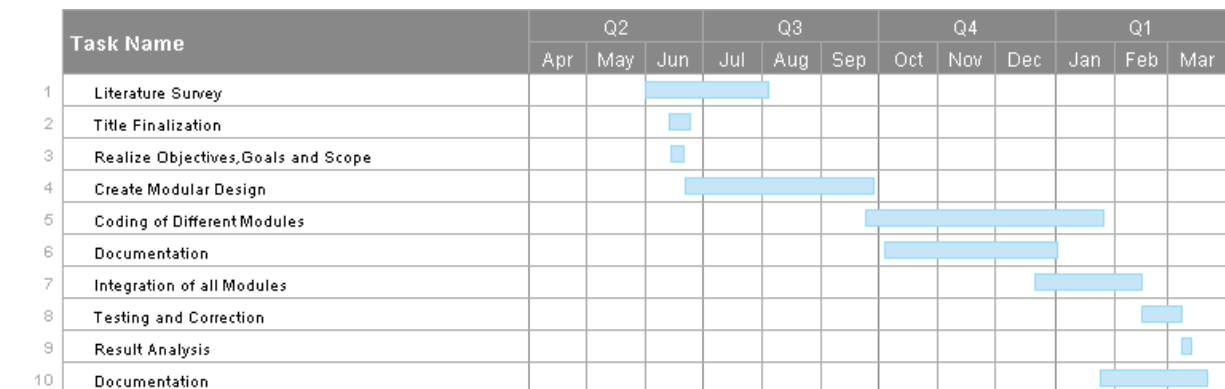 Task Name
Q2 Q3 Q4 Q1
Apr May Jun Jul Aug Sep Oct Nov Dec Jan Feb Mar
1 Literature Survey
2 Title Finalization
3 Realize Objectives,Goals and Scope
4 Create Modular Design
5 Coding of Different Modules
6 Documentation
7 Integration of all Modules
8 Testing and Correction
9 Result Analysis
10 Documentation